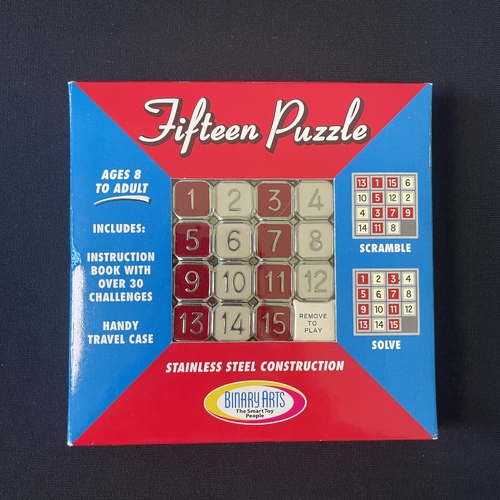 Fifteen Puzzle
AGES 8
TO ADULT
INCLUDES:
INSTRUCTION
BOOK WITH
OVER 30
CHALLENGES
HANDY
TRAVEL CASE
1 2 3 4
5 6 7 8
9 10 11 12
13 14 15 REMOVE
TO
PLAY
13 1 15 6
10 5 12 2
4 3 7 9
14 11 8
SCRAMBLE
1 2 3 4
5 6 7 8
9 10 11 12
13 14 15
SOLVE
STAINLESS STEEL CONSTRUCTION
BINARY ARTS
The Smart Toy
People